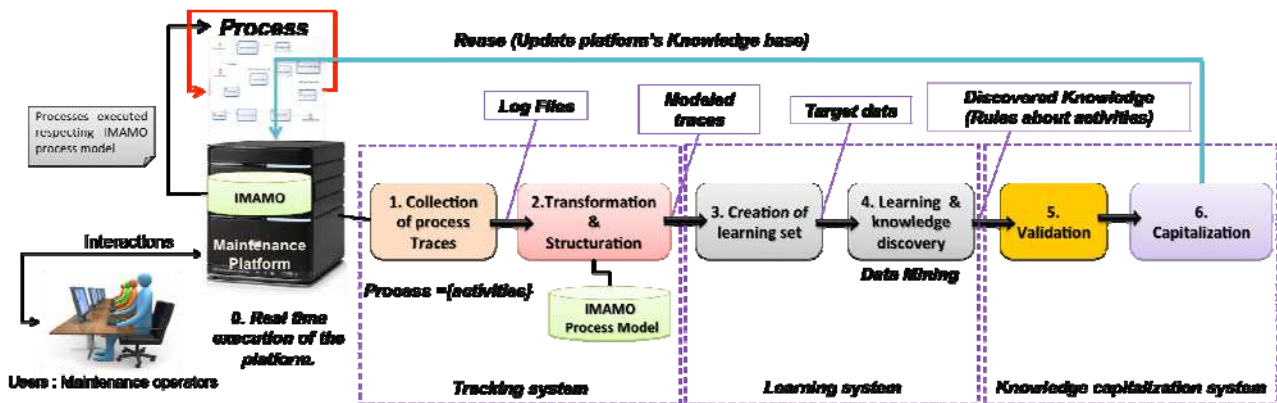 Process
Reuse (Update platform's Knowledge base)
Processes executed
respecting IMAMO
process model
Log Files
Modeled
traces
Target data
Discovered Knowledge
(Rules about activities)
IMAMO
Maintenance
Platform
Interactions
1. Collection
of process
Traces
2.Transformation
&
Structuration
3. Creation of
learning set
4. Learning &
knowledge
discovery
5.
Validation
6.
Capitalization
Data Mining
Process ={activities}
IMAMO
Process Model
0. Real time
execution of the
platform.
Users : Maintenance operators
Tracking system
Learning system
Knowledge capitalization system